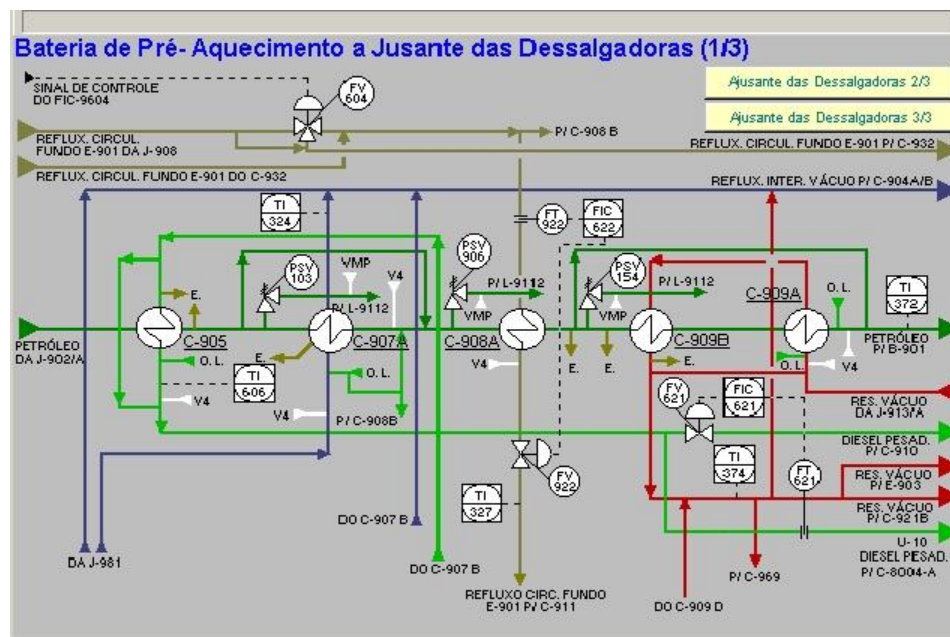 Bateria de Pré- Aquecimento a Jusante das Dessalgadoras (1/3)
SINAL DE CONTROLE
DO FIC-9604
FV
604
Ajusante das Dessalgadoras 2/3
Ajusante das Dessalgadoras 3/3
REFLUX. CIRCUL.
FUNDO E-901 DA J-908
P/ C-908 B
REFLUX. CIRCUL. FUNDO E-901 P/ C-932
REFLUX. CIRCUL. FUNDO E-901 DO C-932
REFLUX. INTER. VÁCUO P/ C-904A/B
TI
324
FT
922
FIC
622
PSV
103
VMP
V4
PSV
906
PSV
154
P/ L-9112
P/ L-9112
P/ L-9112
VMP
VMP
E.
C-909A
O.L.
TI
372
PETRÓLEO
DA J-902/A
C-905
C-907A
C-908A
C-909B
PETRÓLEO
P/ B-901
O.L.
E.
O.L.
E.
E.
E.
O.L.
V4
TI
606
V4
V4
P/ C-908B
FV
621
FIC
621
RES. VÁCUO
DA J-913/A
DIESEL PESAD.
P/ C-910
FV
922
TI
374
FT
621
RES. VÁCUO
P/ E-903
TI
327
RES. VÁCUO
P/ C-921B
DA J-981
DO C-907 B
DO C-907 B
U-10
DIESEL PESAD.
P/ C-8004-A
REFLUXO CIRC. FUNDO
E-901 P/ C-911
P/ C-969
DO C-909 D